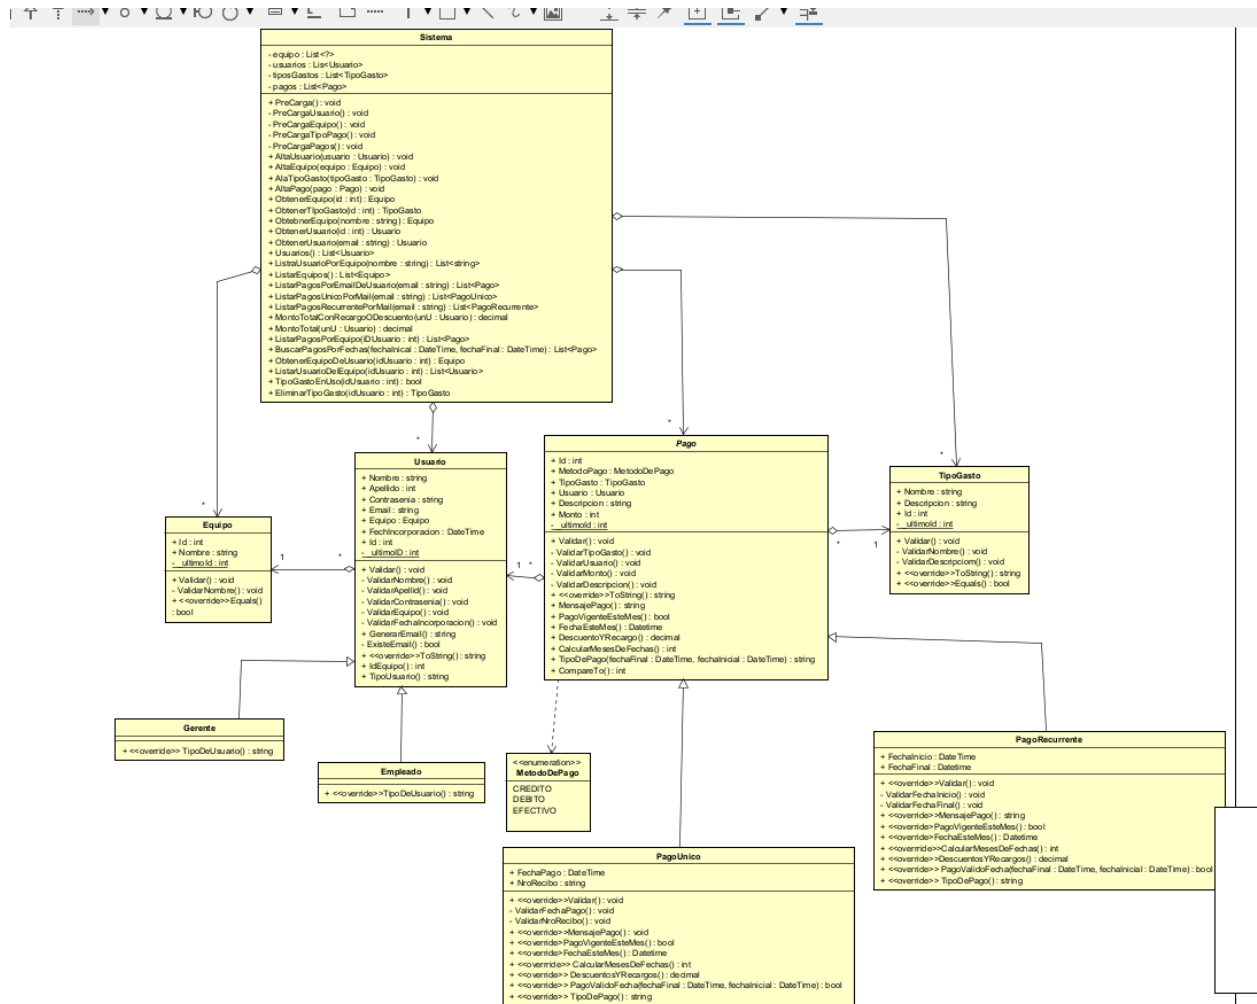 Sistema
- equipo : List<?>
- usuarios : Lis<Usuario>
- tiposGastos : List<TipoGasto>
- pagos : List<Pago>
+ PreCarga() : void
- PreCargaUsuario() : void
- PreCargaEquipo() : void
- PreCargaTipoPago() : void
- PreCargaPagos() : void
+ AltaUsuario(usuario : Usuario) : void
+ AltaEquipo(equipo : Equipo) : void
+ AlaTipoGasto(tipoGasto : TipoGasto) : void
+ AltaPago(pago : Pago) : void
+ ObtenerEquipo(id : int) : Equipo
+ ObtenerTIpoGasto(id : int) : TipoGasto
+ ObtebnerEquipo(nombre : string) : Equipo
+ ObtenerUsuario(id : int) : Usuario
+ ObtenerUsuario(email : string) : Usuario
+ Usuarios() : List<Usuario>
+ ListraUsuarioPorEquipo(nombre : string) : List<string>
+ ListarEquipos() : List<Equipo>
+ ListarPagosPorEmailDeUsuario(email : string) : List<Pago>
+ ListarPagosUnicoPorMail(email : string) : List<PagoUnico>
+ ListarPagosRecurrentePorMail(email : string) : List<PagoRecurrente>
+ MontoTotalConRecargoODescuento(unU : Usuario) : decimal
+ MontoTotal(unU : Usuario) : decimal
+ ListarPagosPorEquipo(IDUsuario : int) : List<Pago>
+ BuscarPagosPorFechas(fechaInical : DateTime, fechaFinal : DateTime) : List<Pago>
+ ObtenerEquipoDeUsuario(idUsuario : int) : Equipo
+ ListarUsuarioDelEquipo(idUsuario : int) : List<Usuario>
+ TipoGastoEnUso(idUsuario : int) : bool
+ EliminarTipoGasto(idUsuario : int) : TipoGasto
*
*
*
*
Equipo
+ Id : int
+ Nombre : string
- _ultimoId : int
+ Validar() : void
- ValidarNombre() : void
+ <<override>>Equals()
: bool
1
*
Usuario
+ Nombre : string
+ Apellido : int
+ Contrasenia : string
+ Email : string
+ Equipo : Equipo
+ FechIncorporacion : DateTime
+ Id : int
- _ultimoID : int
+ Validar() : void
- ValidarNombre() : void
- ValidarApellid() : void
- ValidarContrasenia() : void
- ValidarEquipo() : void
- ValidarFechaIncorporacion() : void
+ GenerarEmail() : string
- ExisteEmail() : bool
+ <<override>>ToString() : string
+ IdEquipo() : int
+ TipoUsuario() : string
1
*
Pago
+ Id : int
+ MetodoPago : MetodoDePago
+ TipoGasto : TipoGasto
+ Usuario : Usuario
+ Descripcion : string
+ Monto : int
- _ultimoId : int
+ Validar() : void
- ValidarTipoGasto() : void
- ValidarUsuario() : void
- ValidarMonto() : void
- ValidarDescripcion() : void
+ <<override>>ToString() : string
+ MensajePago() : string
+ PagoVigenteEsteMes() : bool
+ FechaEsteMes() : Datetime
+ DescuentoYRecargo() : decimal
+ CalcularMesesDeFechas() : int
+ TipoDePago(fechaFinal : DateTime, fechaInicial : DateTime) : string
+ CompareTo() : int
*
1
TipoGasto
+ Nombre : string
+ Descripcion : string
+ Id : int
- _ultimoId : int
+ Validar() : void
- ValidarNombre() : void
- ValidarDescripciom() : void
+ <<override>>ToString() : string
+ <<override>>Equals() : bool
Gerente
+ <<override>> TipoDeUsuario() : string
Empleado
+ <<override>>TipoDeUsuario() : string
<<enumeration>>
MetodoDePago
CREDITO
DEBITO
EFECTIVO
PagoRecurrente
+ FechaInicio : DateTime
+ FechaFinal : Datetime
+ <<override>>Validar() : void
- ValidarFechaInicio() : void
- ValidarFechaFinal() : void
+ <<override>>MensajePago() : string
+ <<override>PagoVigenteEsteMes() : bool
+ <<override>FechaEsteMes() : Datetime
+ <<overrride>>CalcularMesesDeFechas() : int
+ <<override>>DescuentosYRecargos() : decimal
+ <<override>> PagoValidoFecha(fechaFinal : DateTime, fechaInicial : DateTime) : bool
+ <<override>> TipoDePago() : string
PagoUnico
+ FechaPago : DateTime
+ NroRecibo : string
+ <<override>>Validar() : void
- ValidarFechaPago() : void
- ValidarNroRecibo() : void
+ <<override>>MensajePago() : void
+ <<override>PagoVigenteEsteMes() : bool
+ <<override>FechaEsteMes() : Datetime
+ <<overrride>> CalcularMesesDeFechas() : int
+ <<override>> DescuentosYRecargos() : decimal
+ <<override>> PagoValidoFecha(fechaFinal : DateTime, fechaInicial : DateTime) : bool
+ <<override>> TipoDePago() : string